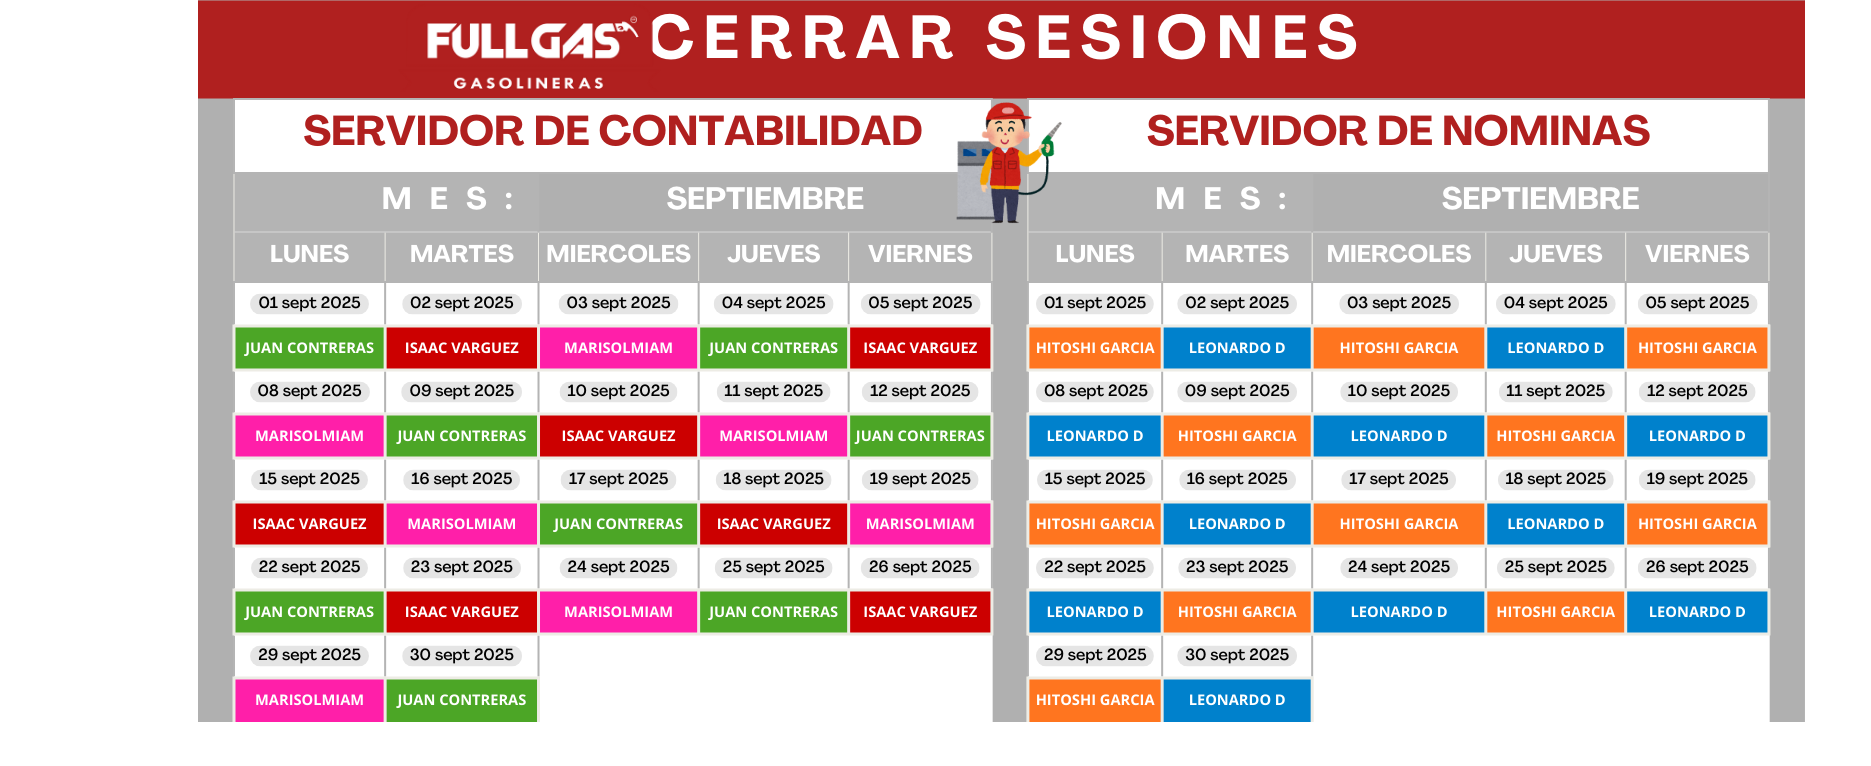 FULLGAS® CERRAR SESIONES
GASOLINERAS
SERVIDOR DE CONTABILIDAD
MES: SEPTIEMBRE
LUNES MARTES MIERCOLES JUEVES VIERNES
01 sept 2025 02 sept 2025 03 sept 2025 04 sept 2025 05 sept 2025
JUAN CONTRERAS ISAAC VARGUEZ MARISOLMIAM JUAN CONTRERAS ISAAC VARGUEZ
08 sept 2025 09 sept 2025 10 sept 2025 11 sept 2025 12 sept 2025
MARISOLMIAM JUAN CONTRERAS ISAAC VARGUEZ MARISOLMIAM JUAN CONTRERAS
15 sept 2025 16 sept 2025 17 sept 2025 18 sept 2025 19 sept 2025
ISAAC VARGUEZ MARISOLMIAM JUAN CONTRERAS ISAAC VARGUEZ MARISOLMIAM
22 sept 2025 23 sept 2025 24 sept 2025 25 sept 2025 26 sept 2025
JUAN CONTRERAS ISAAC VARGUEZ MARISOLMIAM JUAN CONTRERAS ISAAC VARGUEZ
29 sept 2025 30 sept 2025
MARISOLMIAM JUAN CONTRERAS
SERVIDOR DE NOMINAS
MES: SEPTIEMBRE
LUNES MARTES MIERCOLES JUEVES VIERNES
01 sept 2025 02 sept 2025 03 sept 2025 04 sept 2025 05 sept 2025
HITOSHI GARCIA LEONARDO D HITOSHI GARCIA LEONARDO D HITOSHI GARCIA
08 sept 2025 09 sept 2025 10 sept 2025 11 sept 2025 12 sept 2025
LEONARDO D HITOSHI GARCIA LEONARDO D HITOSHI GARCIA LEONARDO D
15 sept 2025 16 sept 2025 17 sept 2025 18 sept 2025 19 sept 2025
HITOSHI GARCIA LEONARDO D HITOSHI GARCIA LEONARDO D HITOSHI GARCIA
22 sept 2025 23 sept 2025 24 sept 2025 25 sept 2025 26 sept 2025
LEONARDO D HITOSHI GARCIA LEONARDO D HITOSHI GARCIA LEONARDO D
29 sept 2025 30 sept 2025
HITOSHI GARCIA LEONARDO D